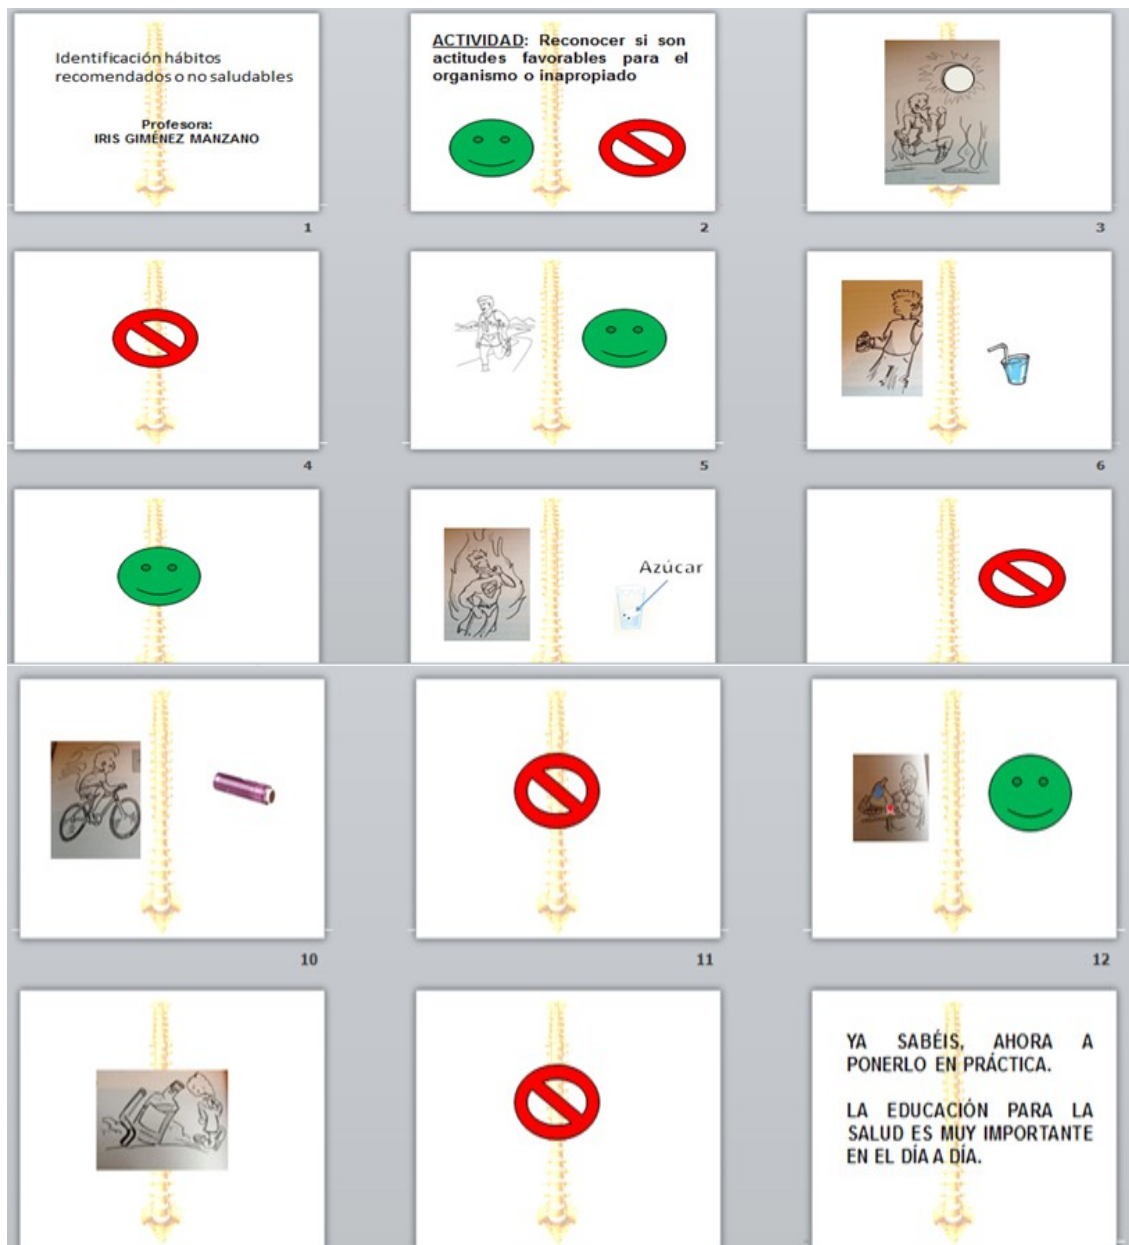 Identificación hábitos
recomendados o no saludables
Profesora:
IRIS GIMÉNEZ MANZANO
1
ACTIVIDAD: Reconocer si son
actitudes favorables para el
organismo o inapropiado
2
3
4
5
6
Azúcar
10
11
12
YA SABÉIS, AHORA A
PONERLO EN PRÁCTICA.
LA EDUCACIÓN PARA LA
SALUD ES MUY IMPORTANTE
EN EL DÍA A DÍA.